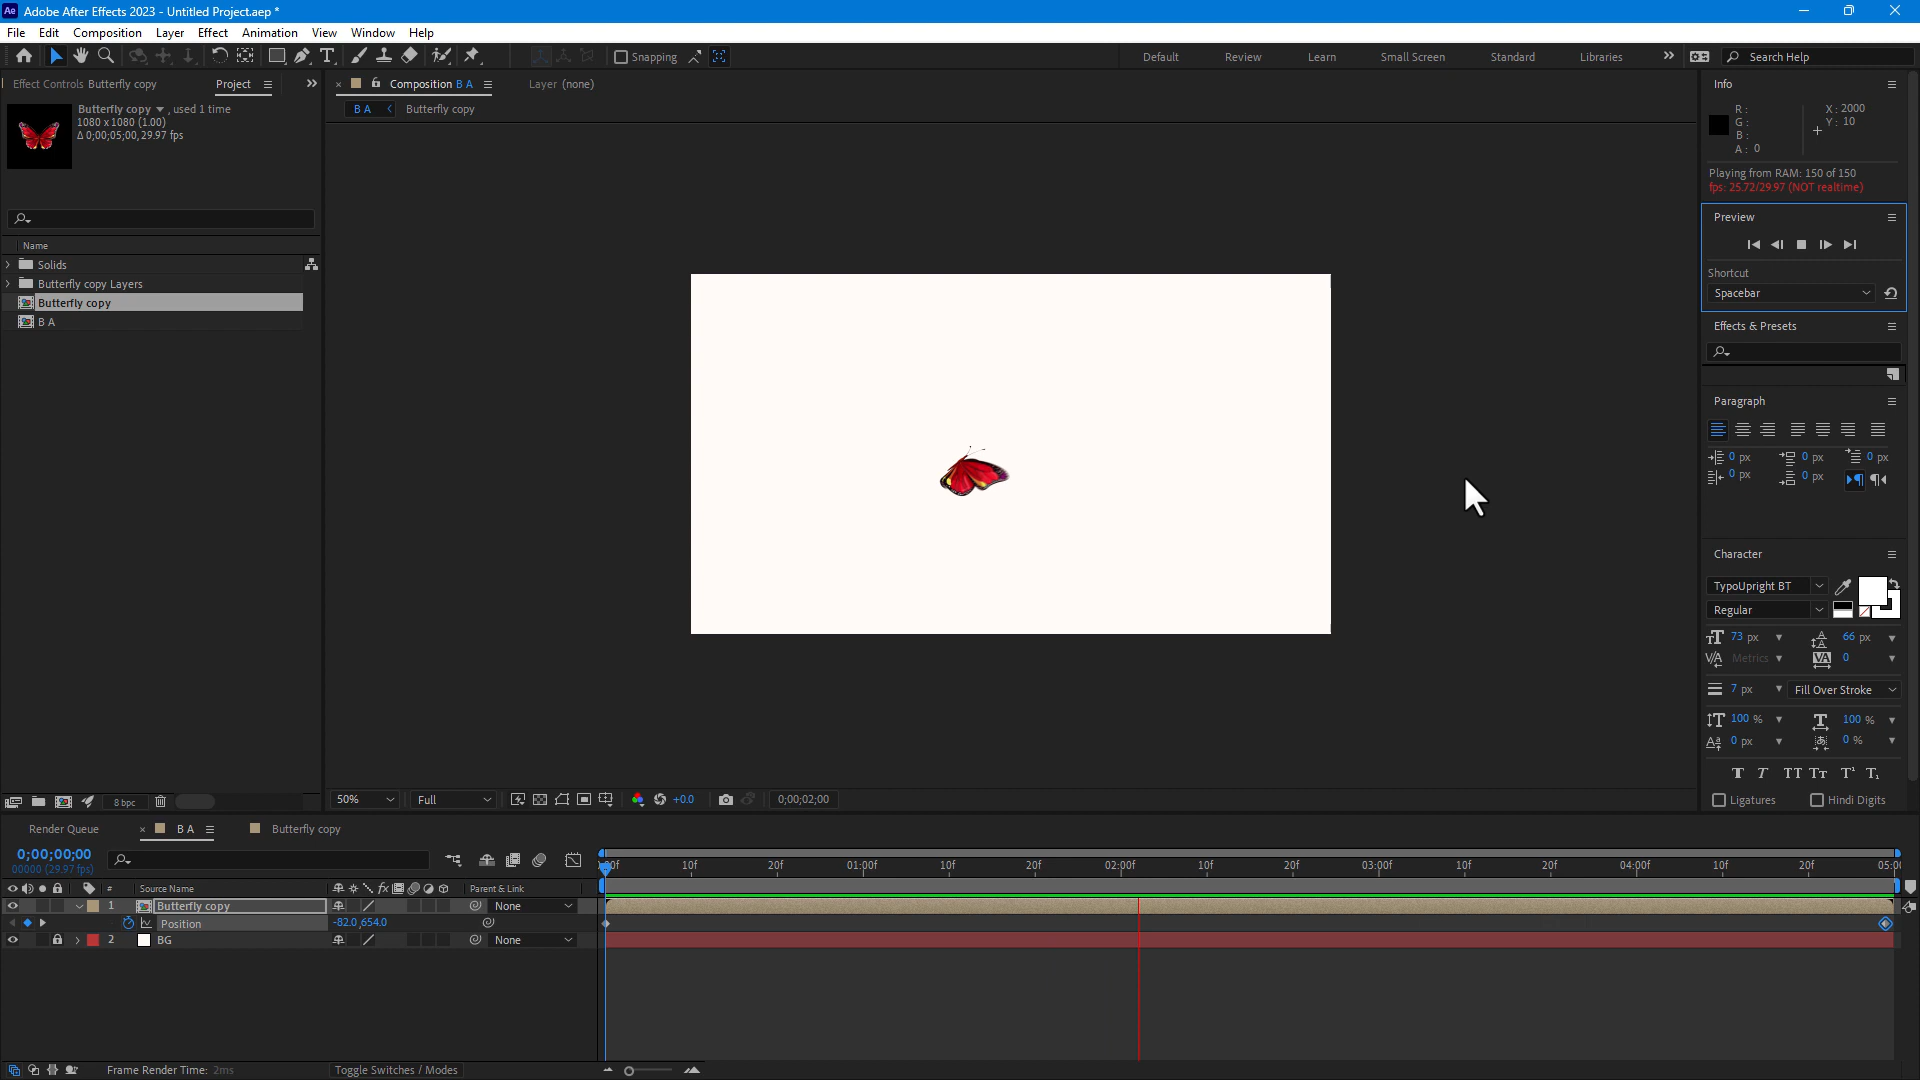 Ae Adobe After Effects 2023 - Untitled Project.aep *
File Edit Composition Layer Effect Animation View Window Help
Snapping Default Review Learn Small Screen Standard Libraries Search Help
Effect Controls Butterfly copy Project
Composition B A Layer (none)
Info
B A Butterfly copy
Butterfly copy , used 1 time
1080 x 1080 (1.00)
Δ 0;00;05;00, 29.97 fps
R :
G :
B :
A : 0
X : 2000
Y : 10
Playing from RAM: 150 of 150
fps: 25.72/29.97 (NOT realtime)
Preview
Shortcut
Spacebar
Name
Solids
Butterfly copy Layers
Butterfly copy
B A
Effects & Presets
Paragraph
0 px 0 px 0 px
0 px 0 px
Character
TypoUpright BT
Regular
73 px 66 px
Metrics 0
7 px Fill Over Stroke
100 % 100 %
0 px 0 %
T T TT Tт T¹ T₁
Ligatures Hindi Digits
8 bpc
50% Full +0.0 0;00;02;00
Render Queue B A Butterfly copy
0;00;00;00
00000 (29.97 fps)
10f 20f 01:00f 10f 20f 02:00f 10f 20f 03:00f 10f 20f 04:00f 10f 20f
# Source Name Parent & Link
1 Butterfly copy None
Position -82.0,654.0
2 BG None
Frame Render Time: 2ms Toggle Switches / Modes